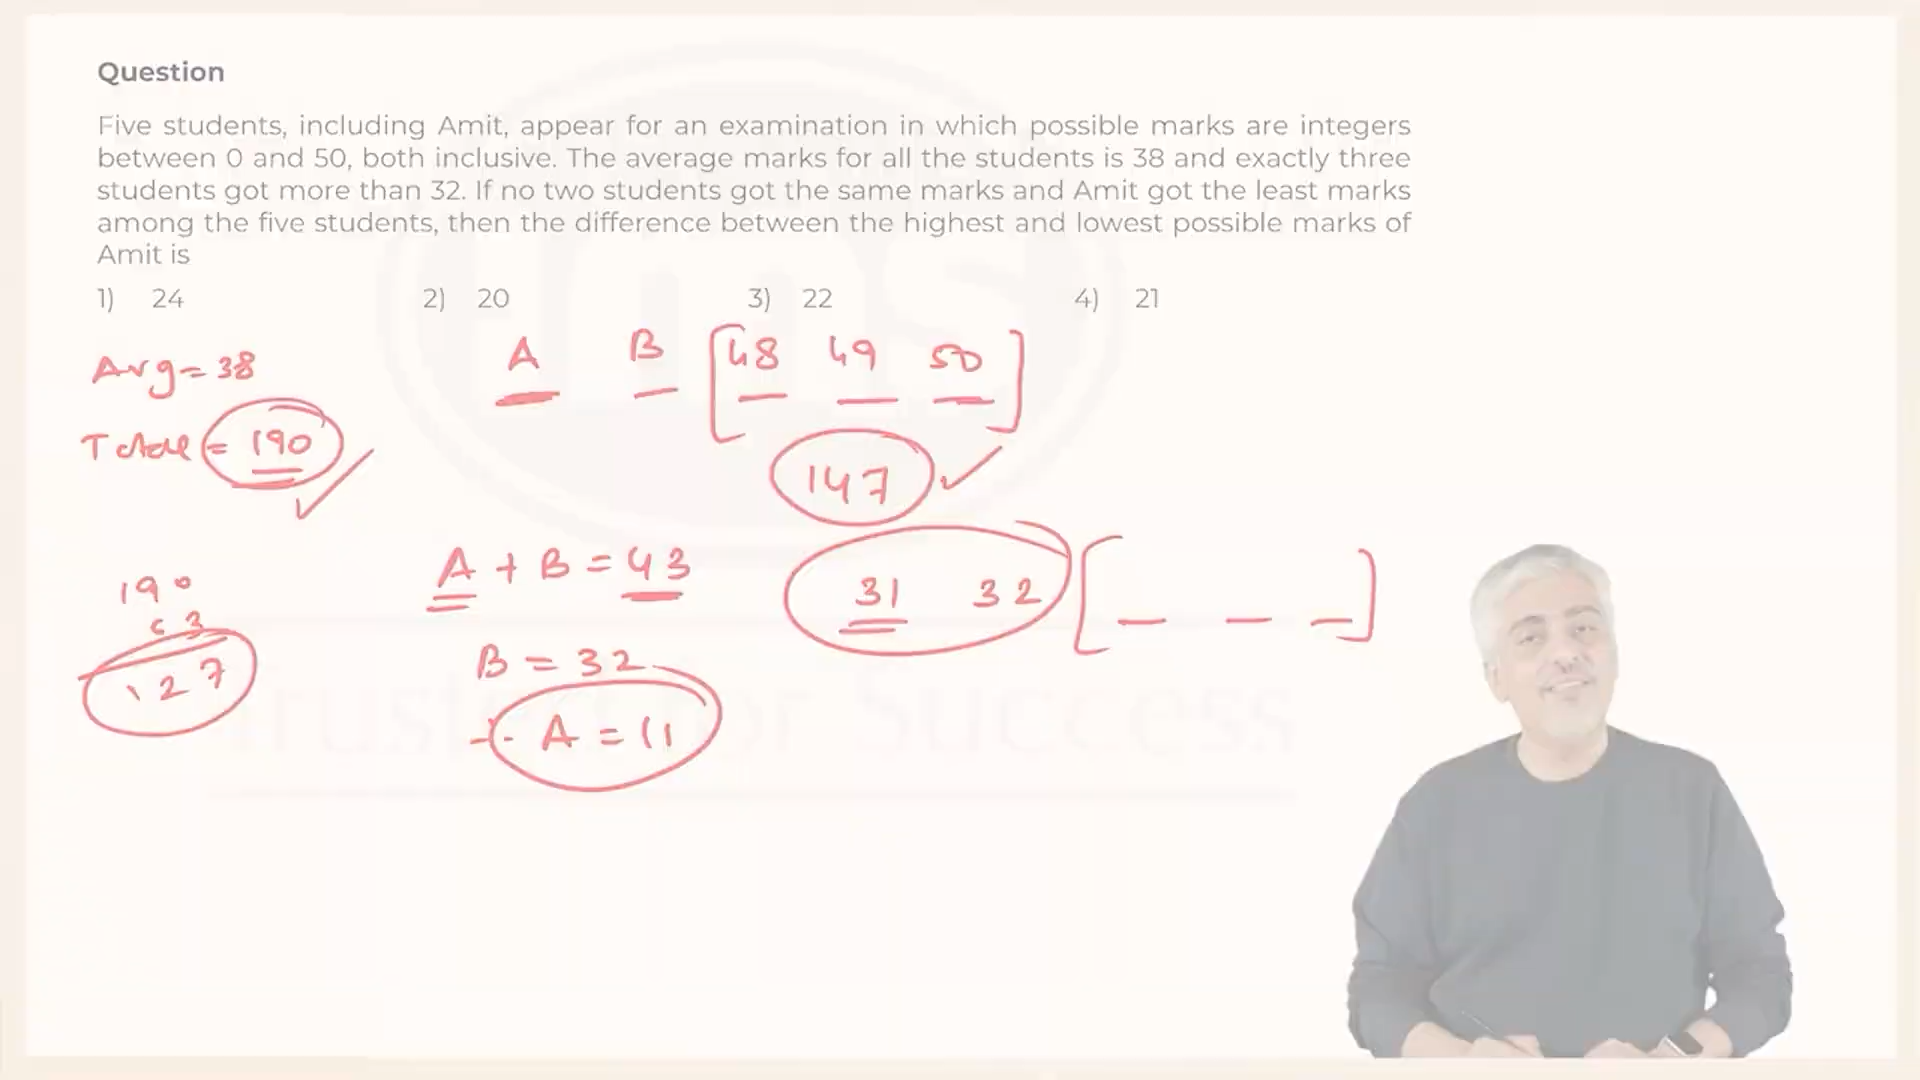 Question
Five students, including Amit, appear for an examination in which possible marks are integers
between 0 and 50, both inclusive. The average marks for all the students is 38 and exactly three
students got more than 32. If no two students got the same marks and Amit got the least marks
among the five students, then the difference between the highest and lowest possible marks of
Amit is
1) 24 2) 20 3) 22 4) 21
A B [48 49 50]
Avg = 38
Total = 190
147
A + B = 43
31 32 [ ]
190
63
127
B = 32
∴ A = 11
ims
Trusted for Success